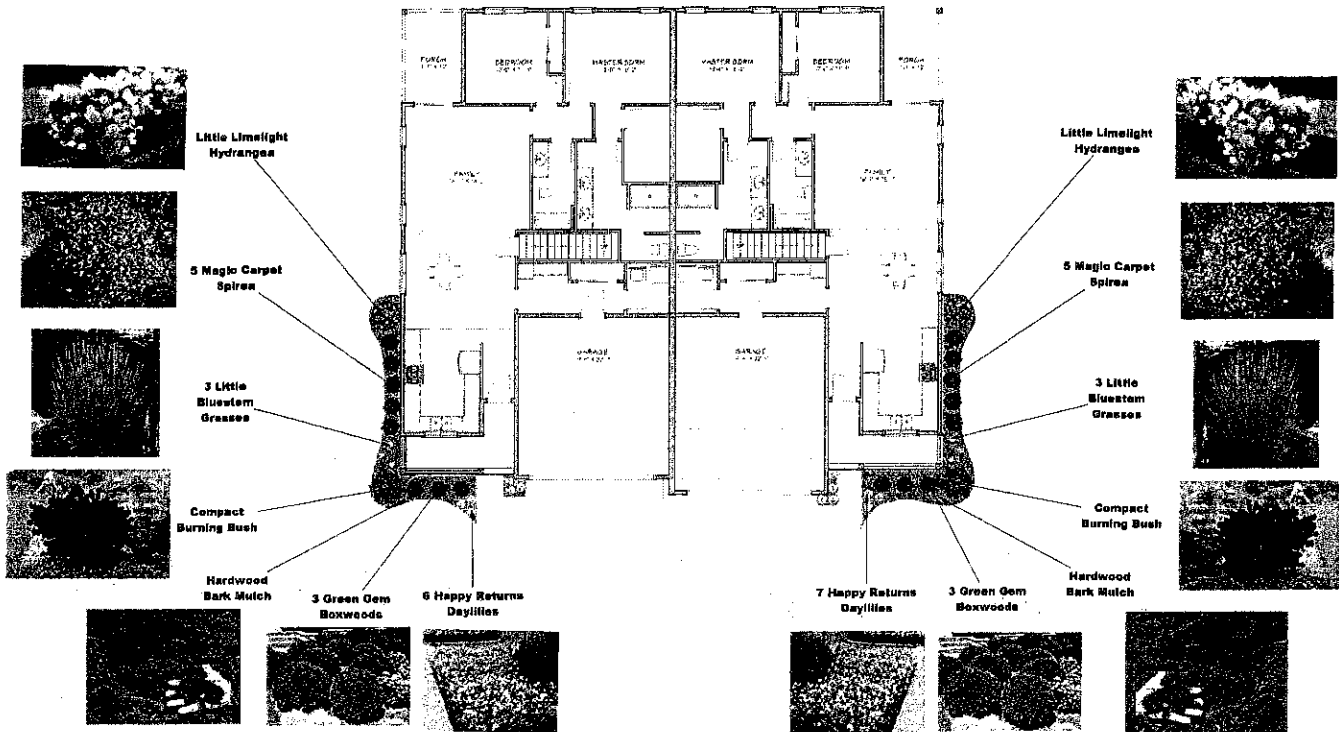 PORCH
BEDROOM
MASTER BDRM
MASTER BDRM
BEDROOM
PORCH
Little Limelight
Hydrangea
Little Limelight
Hydrangea
FAMILY
FAMILY
5 Magic Carpet
Spirea
5 Magic Carpet
Spirea
GARAGE
GARAGE
3 Little
Bluestem
Grasses
3 Little
Bluestem
Grasses
Compact
Burning Bush
Compact
Burning Bush
Hardwood
Bark Mulch
3 Green Gem
Boxwoods
6 Happy Returns
Daylilies
7 Happy Returns
Daylilies
3 Green Gem
Boxwoods
Hardwood
Bark Mulch